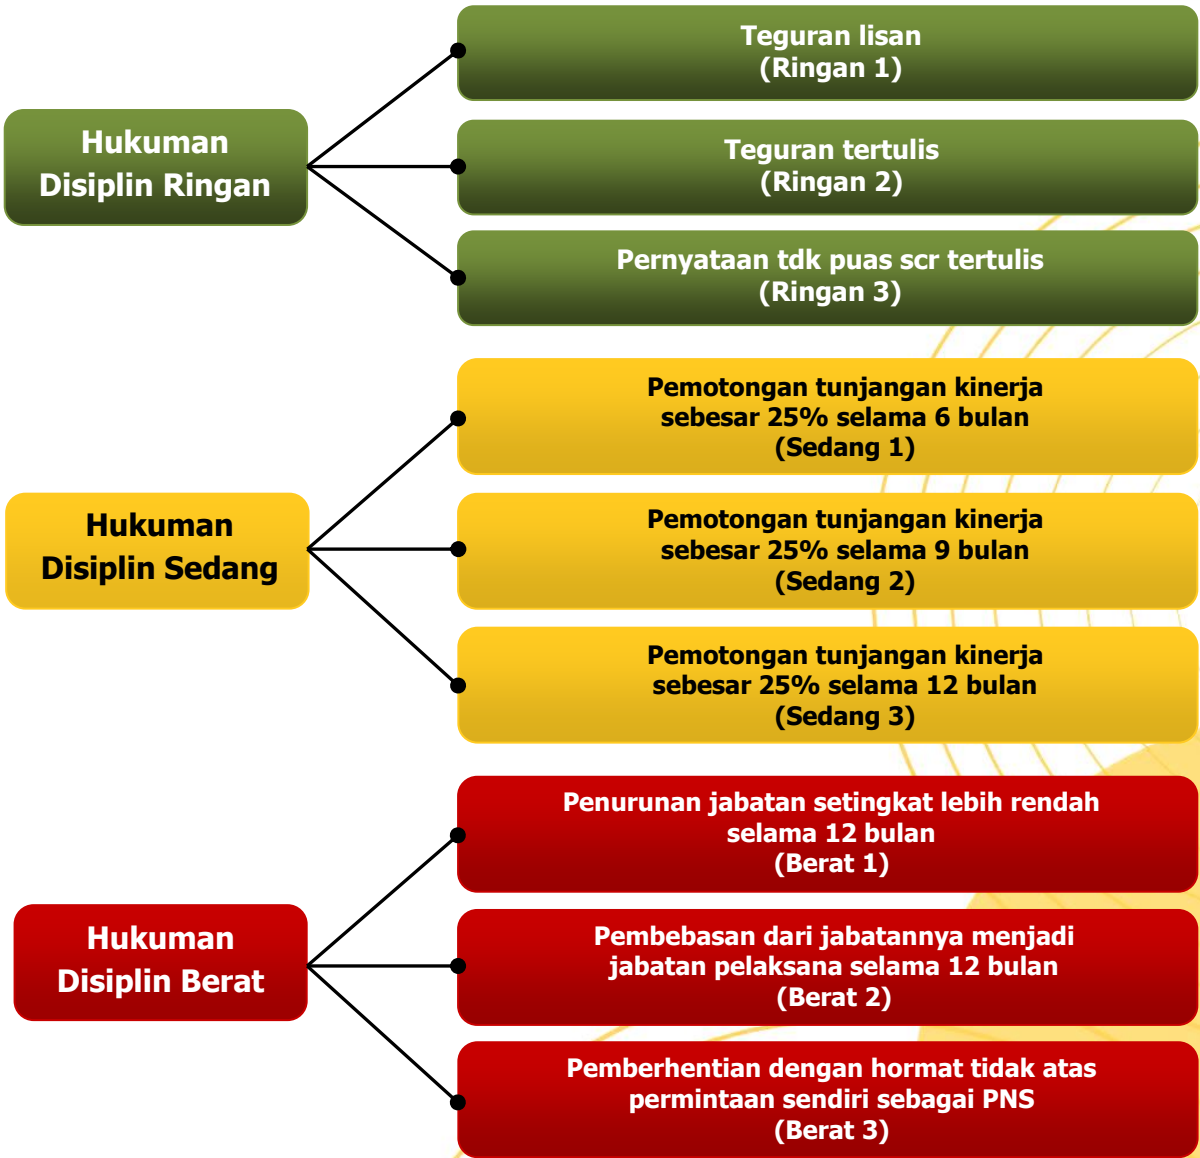 Hukuman
Disiplin Ringan
Teguran lisan
(Ringan 1)
Teguran tertulis
(Ringan 2)
Pernyataan tdk puas scr tertulis
(Ringan 3)
Hukuman
Disiplin Sedang
Pemotongan tunjangan kinerja
sebesar 25% selama 6 bulan
(Sedang 1)
Pemotongan tunjangan kinerja
sebesar 25% selama 9 bulan
(Sedang 2)
Pemotongan tunjangan kinerja
sebesar 25% selama 12 bulan
(Sedang 3)
Hukuman
Disiplin Berat
Penurunan jabatan setingkat lebih rendah
selama 12 bulan
(Berat 1)
Pembebasan dari jabatannya menjadi
jabatan pelaksana selama 12 bulan
(Berat 2)
Pemberhentian dengan hormat tidak atas
permintaan sendiri sebagai PNS
(Berat 3)